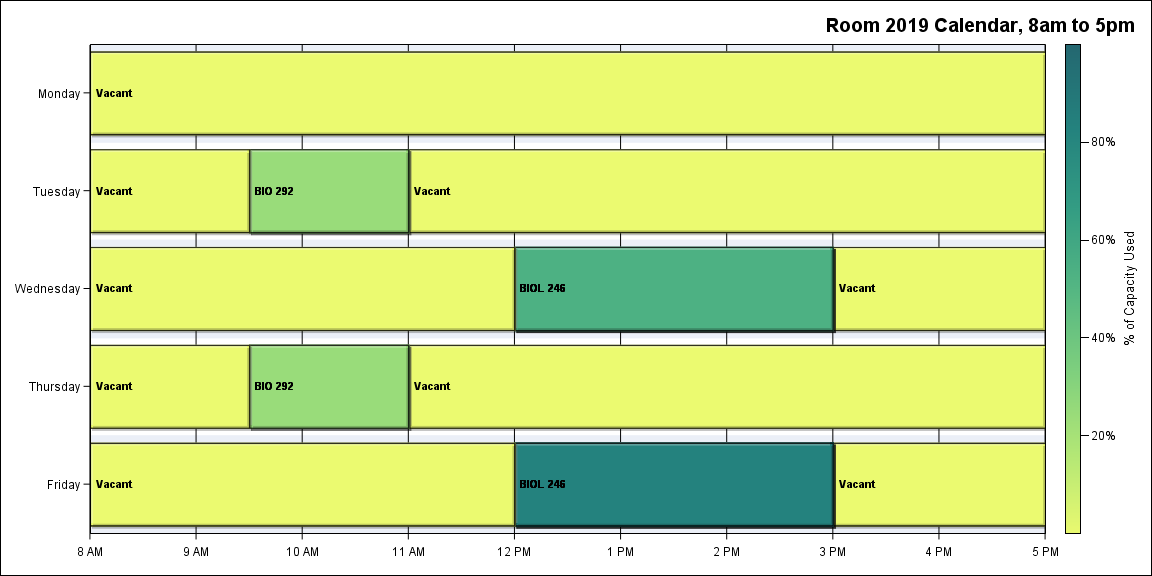 Room 2019 Calendar, 8am to 5pm
Monday
Vacant
Tuesday
Vacant
BIO 292
Vacant
Wednesday
Vacant
BIOL 246
Vacant
Thursday
Vacant
BIO 292
Vacant
Friday
Vacant
BIOL 246
Vacant
8 AM
9 AM
10 AM
11 AM
12 PM
1 PM
2 PM
3 PM
4 PM
5 PM
80%
60%
40%
20%
% of Capacity Used